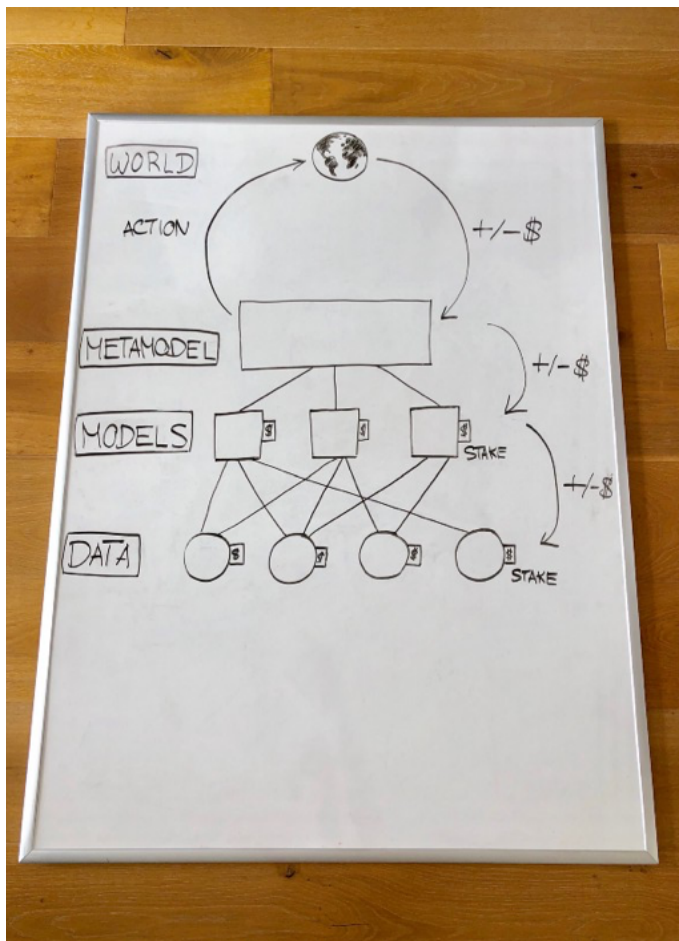 WORLD
ACTION
+/-$
METAMODEL
+/-$
MODELS
$
$
$
STAKE
+/-$
DATA
$
$
$
$
STAKE